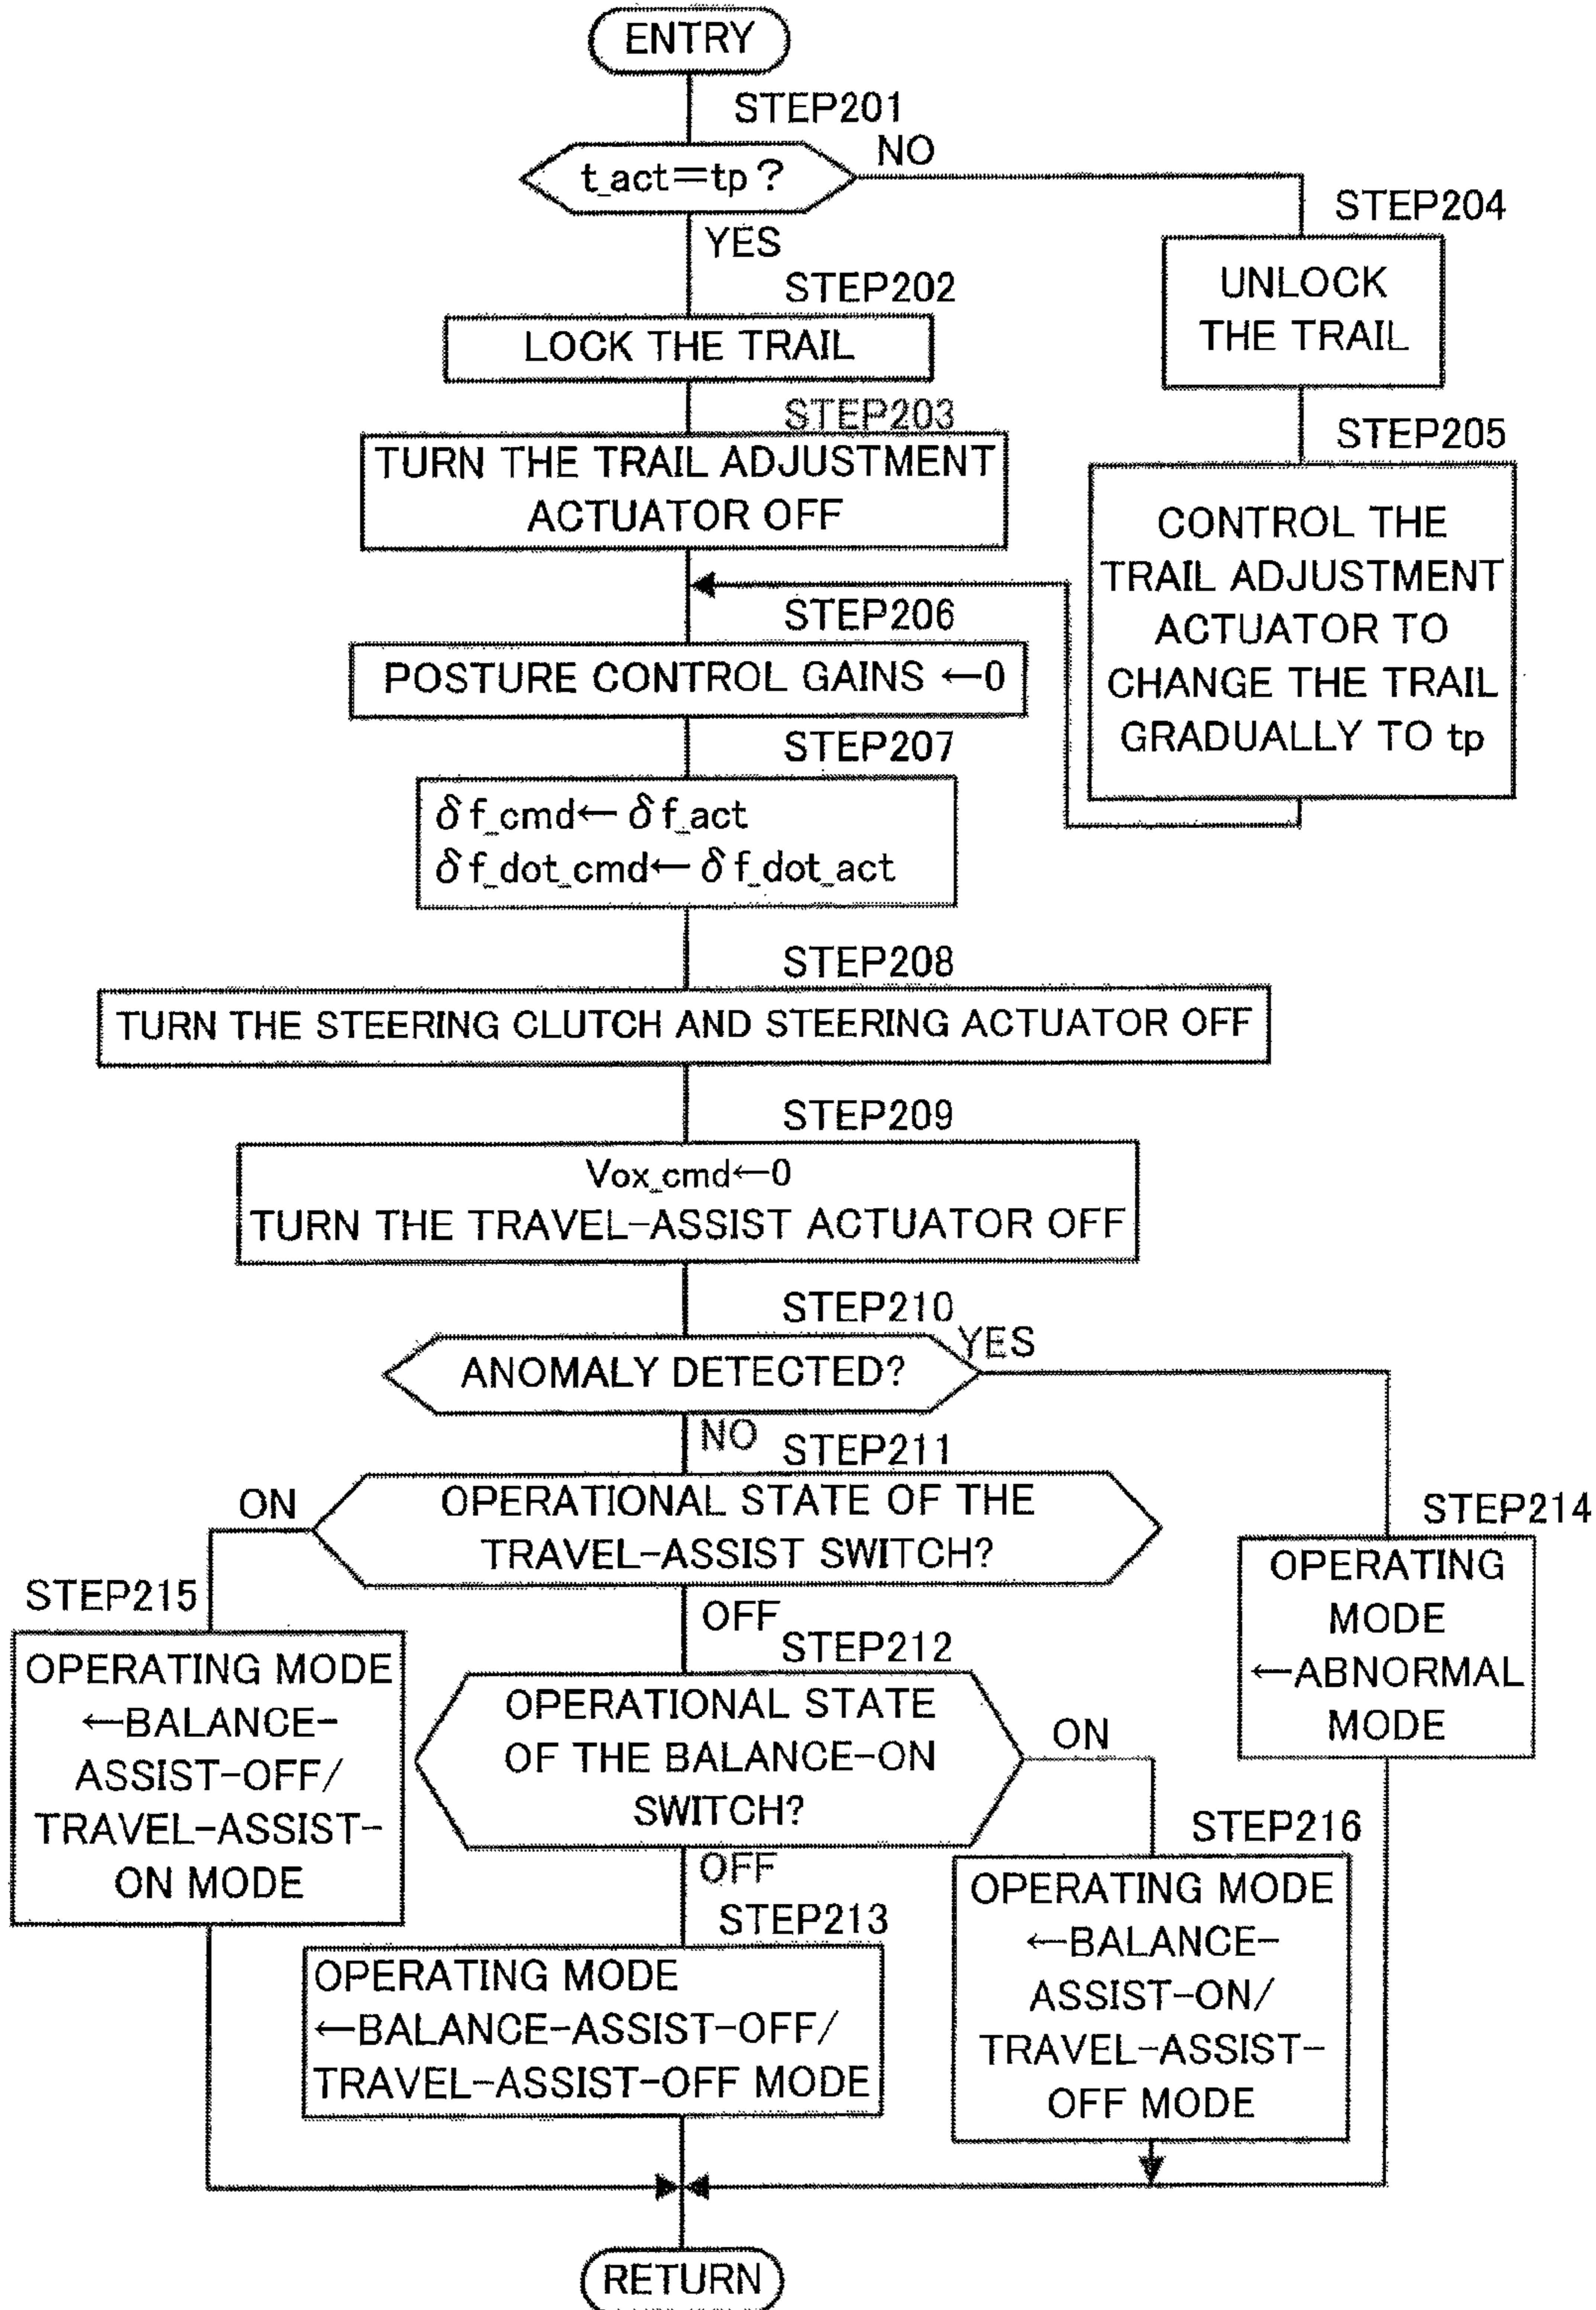 ENTRY
STEP201
t_act=tp?
NO
YES
STEP204
UNLOCK
THE TRAIL
STEP202
LOCK THE TRAIL
STEP203
TURN THE TRAIL ADJUSTMENT
ACTUATOR OFF
STEP205
CONTROL THE
TRAIL ADJUSTMENT
ACTUATOR TO
CHANGE THE TRAIL
GRADUALLY TO tp
STEP206
POSTURE CONTROL GAINS ←0
STEP207
δf_cmd←δf_act
δf_dot_cmd←δf_dot_act
STEP208
TURN THE STEERING CLUTCH AND STEERING ACTUATOR OFF
STEP209
Vox_cmd←0
TURN THE TRAVEL-ASSIST ACTUATOR OFF
STEP210
ANOMALY DETECTED?
YES
NO
STEP211
OPERATIONAL STATE OF THE
TRAVEL-ASSIST SWITCH?
ON
OFF
STEP214
OPERATING
MODE
←ABNORMAL
MODE
STEP215
OPERATING MODE
←BALANCE-
ASSIST-OFF/
TRAVEL-ASSIST-
ON MODE
STEP212
OPERATIONAL STATE
OF THE BALANCE-ON
SWITCH?
ON
OFF
STEP216
OPERATING MODE
←BALANCE-
ASSIST-ON/
TRAVEL-ASSIST-
OFF MODE
STEP213
OPERATING MODE
←BALANCE-ASSIST-OFF/
TRAVEL-ASSIST-OFF MODE
RETURN